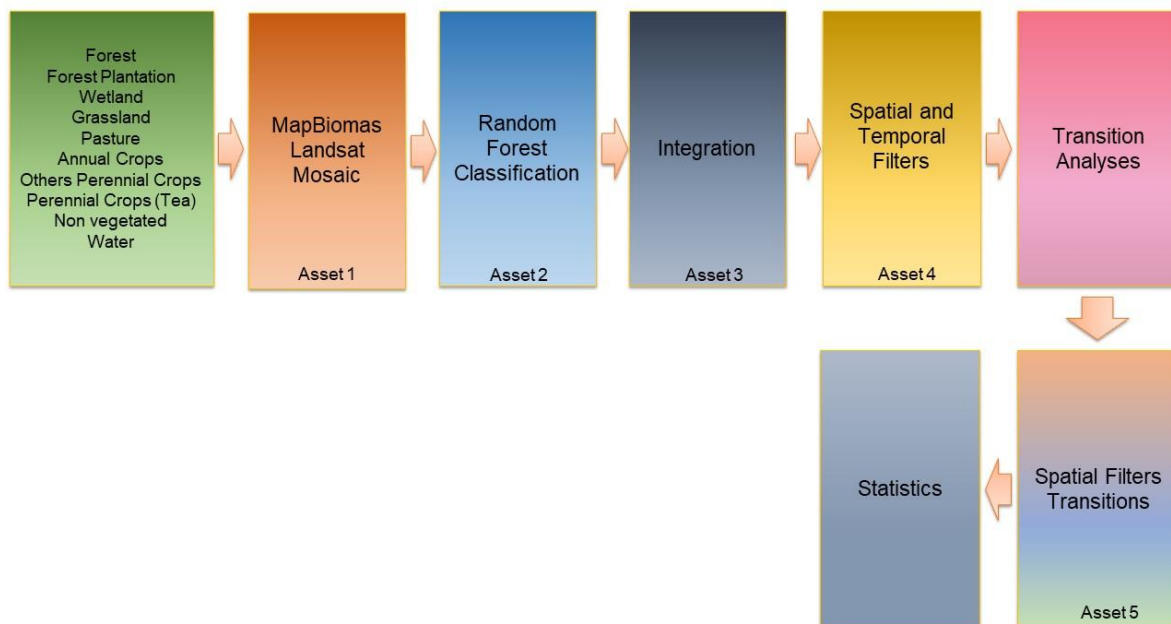 Forest
Forest Plantation
Wetland
Grassland
Pasture
Annual Crops
Others Perennial Crops
Perennial Crops (Tea)
Non vegetated
Water
MapBiomas
Landsat
Mosaic
Asset 1
Random
Forest
Classification
Asset 2
Integration
Asset 3
Spatial and
Temporal
Filters
Asset 4
Transition
Analyses
Spatial Filters
Transitions
Asset 5
Statistics